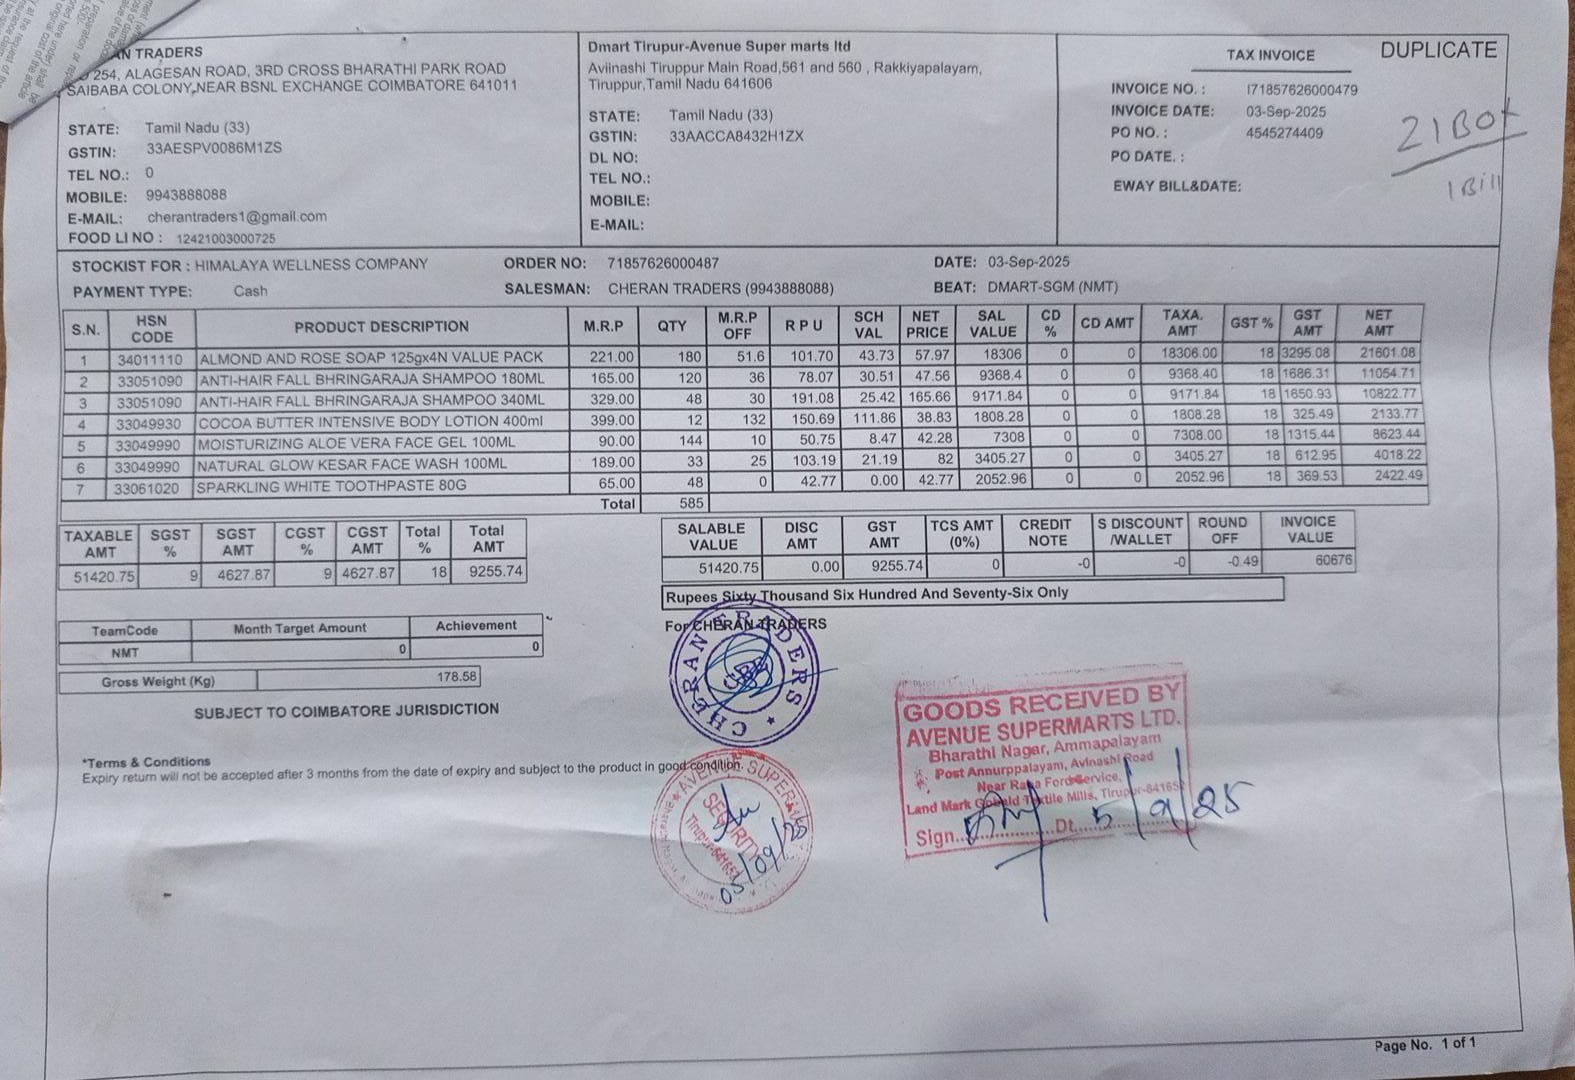 AN TRADERS
254, ALAGESAN ROAD, 3RD CROSS BHARATHI PARK ROAD
SAIBABA COLONY,NEAR BSNL EXCHANGE COIMBATORE 641011
STATE: Tamil Nadu (33)
GSTIN: 33AESPV0086M1ZS
TEL NO.: 0
MOBILE: 9943888088
E-MAIL: cherantraders1@gmail.com
FOOD LI NO : 12421003000725
Dmart Tirupur-Avenue Super marts ltd
Aviinashi Tiruppur Main Road,561 and 560 , Rakkiyapalayam,
Tiruppur,Tamil Nadu 641606
STATE: Tamil Nadu (33)
GSTIN: 33AACCA8432H1ZX
DL NO:
TEL NO.:
MOBILE:
E-MAIL:
TAX INVOICE DUPLICATE
INVOICE NO. : I71857626000479
INVOICE DATE: 03-Sep-2025
PO NO. : 4545274409
PO DATE. :
EWAY BILL&DATE:
21Box
1Bill
STOCKIST FOR : HIMALAYA WELLNESS COMPANY ORDER NO: 71857626000487 DATE: 03-Sep-2025
PAYMENT TYPE: Cash SALESMAN: CHERAN TRADERS (9943888088) BEAT: DMART-SGM (NMT)
S.N. HSN CODE PRODUCT DESCRIPTION M.R.P QTY M.R.P OFF R P U SCH VAL NET PRICE SAL VALUE CD % CD AMT TAXA. AMT GST % GST AMT NET AMT
1 34011110 ALMOND AND ROSE SOAP 125gx4N VALUE PACK 221.00 180 51.6 101.70 43.73 57.97 18306 0 0 18306.00 18 3295.08 21601.08
2 33051090 ANTI-HAIR FALL BHRINGARAJA SHAMPOO 180ML 165.00 120 36 78.07 30.51 47.56 9368.4 0 0 9368.40 18 1686.31 11054.71
3 33051090 ANTI-HAIR FALL BHRINGARAJA SHAMPOO 340ML 329.00 48 30 191.08 25.42 165.66 9171.84 0 0 9171.84 18 1650.93 10822.77
4 33049930 COCOA BUTTER INTENSIVE BODY LOTION 400ml 399.00 12 132 150.69 111.86 38.83 1808.28 0 0 1808.28 18 325.49 2133.77
5 33049990 MOISTURIZING ALOE VERA FACE GEL 100ML 90.00 144 10 50.75 8.47 42.28 7308 0 0 7308.00 18 1315.44 8623.44
6 33049990 NATURAL GLOW KESAR FACE WASH 100ML 189.00 33 25 103.19 21.19 82 3405.27 0 0 3405.27 18 612.95 4018.22
7 33061020 SPARKLING WHITE TOOTHPASTE 80G 65.00 48 0 42.77 0.00 42.77 2052.96 0 0 2052.96 18 369.53 2422.49
Total 585
TAXABLE AMT SGST % SGST AMT CGST % CGST AMT Total % Total AMT
51420.75 9 4627.87 9 4627.87 18 9255.74
SALABLE VALUE DISC AMT GST AMT TCS AMT (0%) CREDIT NOTE S DISCOUNT /WALLET ROUND OFF INVOICE VALUE
51420.75 0.00 9255.74 0 -0 -0 -0.49 60676
Rupees Sixty Thousand Six Hundred And Seventy-Six Only
For CHERAN TRADERS
TeamCode Month Target Amount Achievement
NMT 0 0
Gross Weight (Kg) 178.58
SUBJECT TO COIMBATORE JURISDICTION
*Terms & Conditions
Expiry return will not be accepted after 3 months from the date of expiry and subject to the product in good condition.
CHERAN TRADERS
CBE
AVENUE SUPER
SECURITY
05/09/25
GOODS RECEIVED BY
AVENUE SUPERMARTS LTD.
Bharathi Nagar, Ammapalayam
Post Annurppalayam, Avinashi Road
Near Raja Ford Service,
Land Mark Textile Mills, Tirupur-64165
Sign. Dt. 5/9/25
Page No. 1 of 1